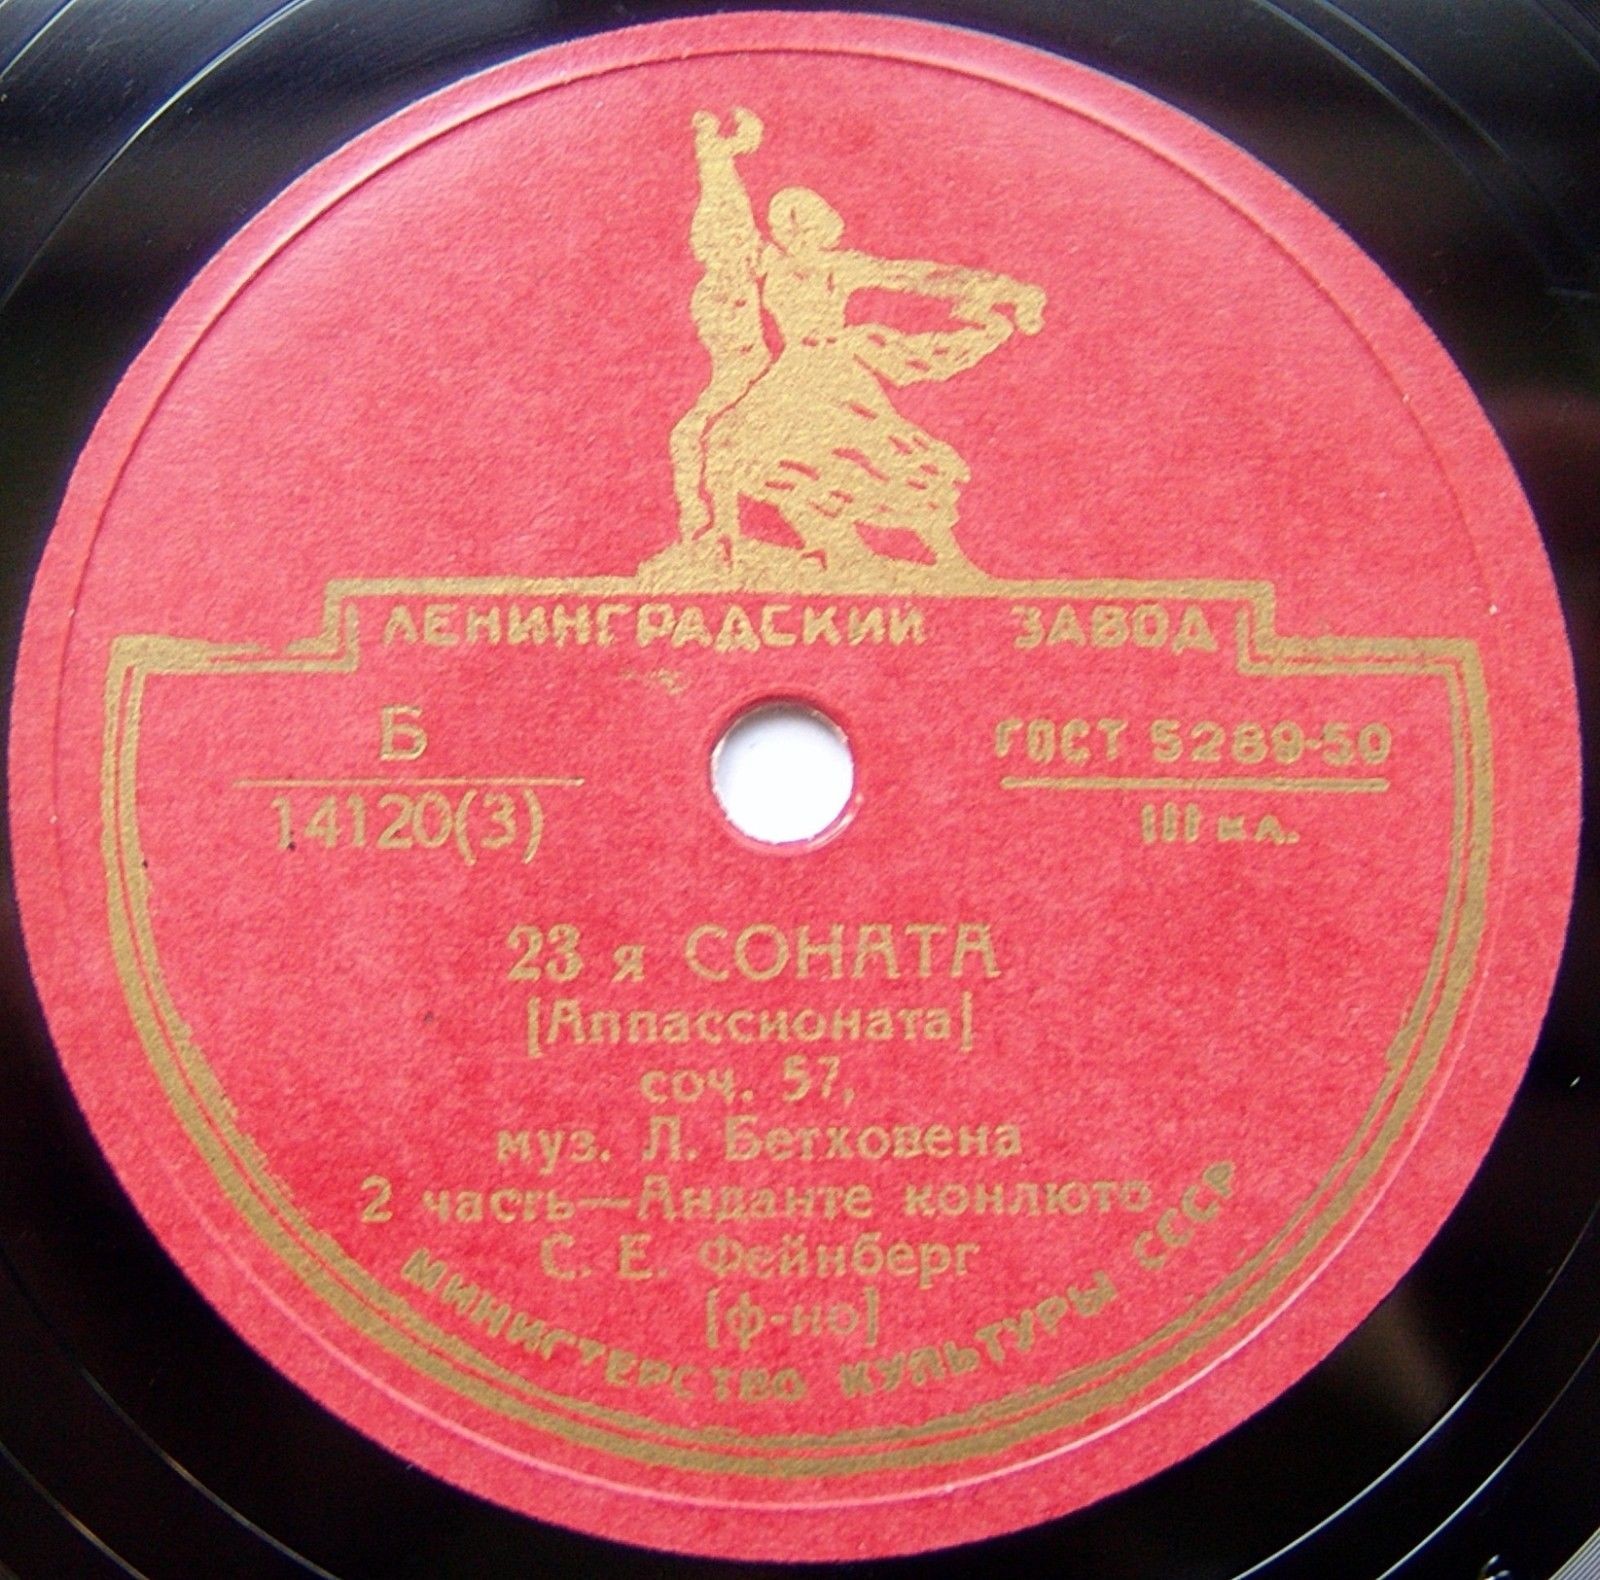 ЛЕНИНГРАДСКИЙ ЗАВОД
Б
14120(3)
ГОСТ 5289-50
III кл.
23 я СОНАТА
[Аппассионата]
соч. 57,
муз. Л. Бетховена
2 часть—Анданте конлюто
С. Е. Фейнберг
[ф-но]
МИНИСТЕРСТВО КУЛЬТУРЫ СССР